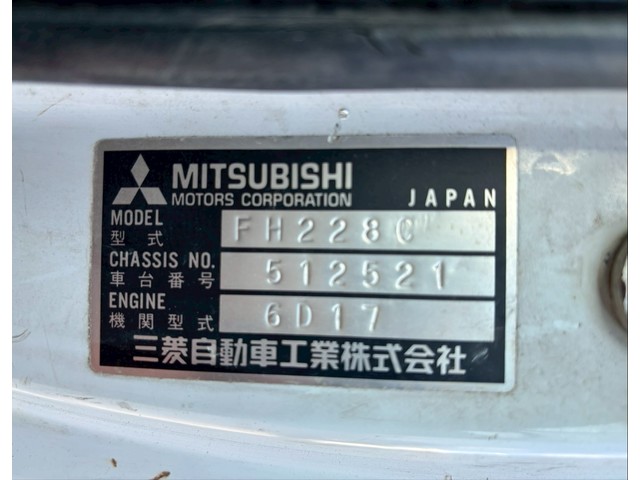 MITSUBISHI
MOTORS CORPORATION JAPAN
MODEL
型式 FH228C
CHASSIS NO.
車台番号 512521
ENGINE
機関型式 6D17
三菱自動車工業株式会社